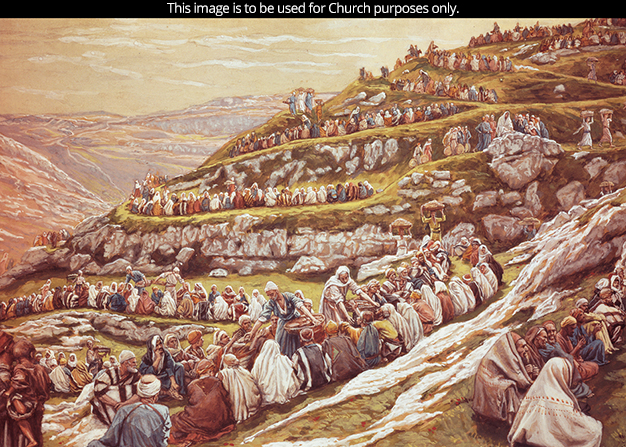 This image is to be used for Church purposes only.